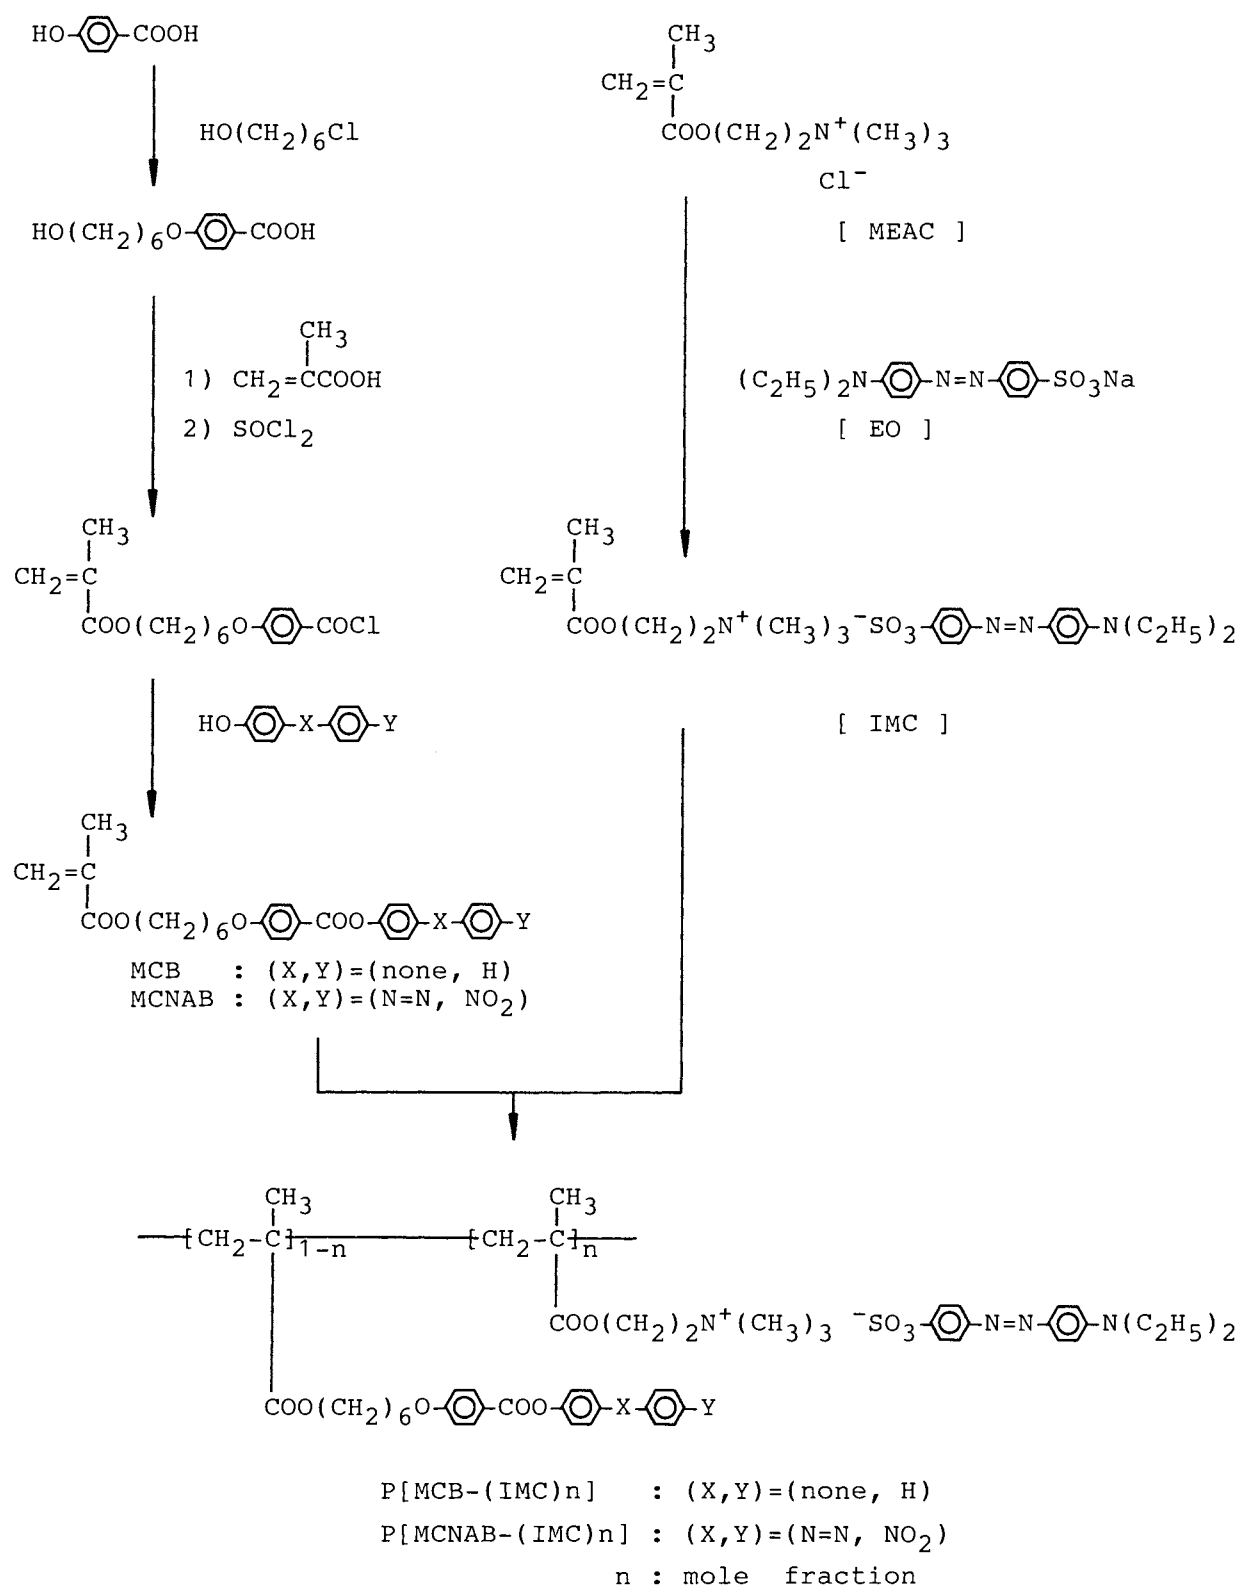 HO-COOH
HO(CH2)6Cl
HO(CH2)6O-COOH
CH3
1) CH2=CCOOH
2) SOCl2
CH3
CH2=C
COO(CH2)6O-COCl
HO-X-Y
CH3
CH2=C
COO(CH2)6O-COO-X-Y
MCB : (X,Y)=(none, H)
MCNAB : (X,Y)=(N=N, NO2)
CH3
CH2=C
COO(CH2)2N+(CH3)3
Cl-
[ MEAC ]
(C2H5)2N-N=N-SO3Na
[ EO ]
CH3
CH2=C
COO(CH2)2N+(CH3)3-SO3-N=N-N(C2H5)2
[ IMC ]
CH3 CH3
[CH2-C]1-n [CH2-C]n
COO(CH2)2N+(CH3)3 -SO3-N=N-N(C2H5)2
COO(CH2)6O-COO-X-Y
P[MCB-(IMC)n] : (X,Y)=(none, H)
P[MCNAB-(IMC)n] : (X,Y)=(N=N, NO2)
n : mole fraction